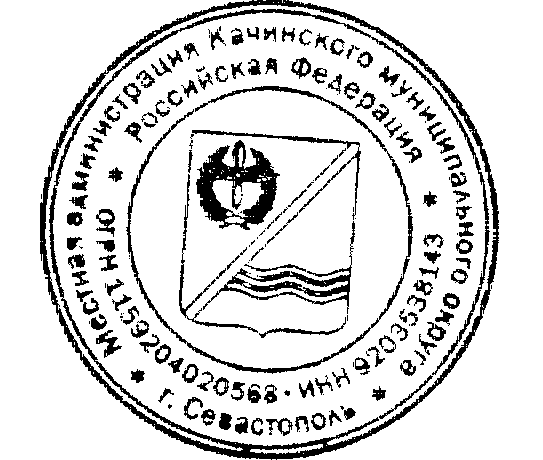 Местная администрация Качинского муниципального округа
* г. Севастополь *
* Российская Федерация *
ОГРН 1159204020568 · ИНН 9203538143